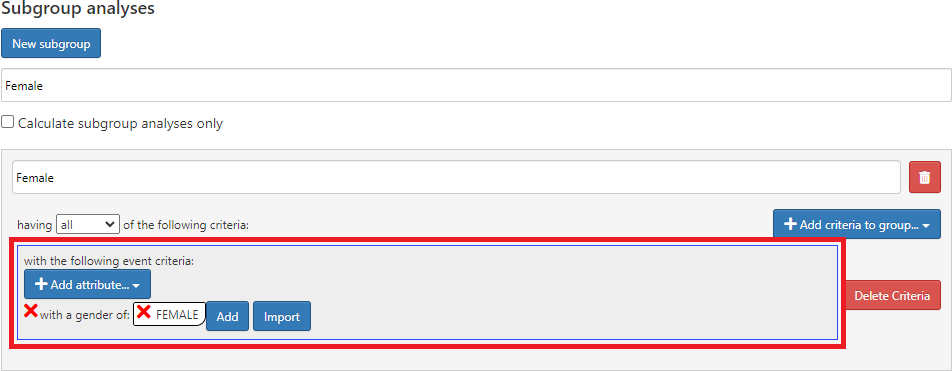 Subgroup analyses
New subgroup
Female
Calculate subgroup analyses only
Female
having all of the following criteria: Add criteria to group...
with the following event criteria:
Add attribute...
Delete Criteria
with a gender of: FEMALE Add Import